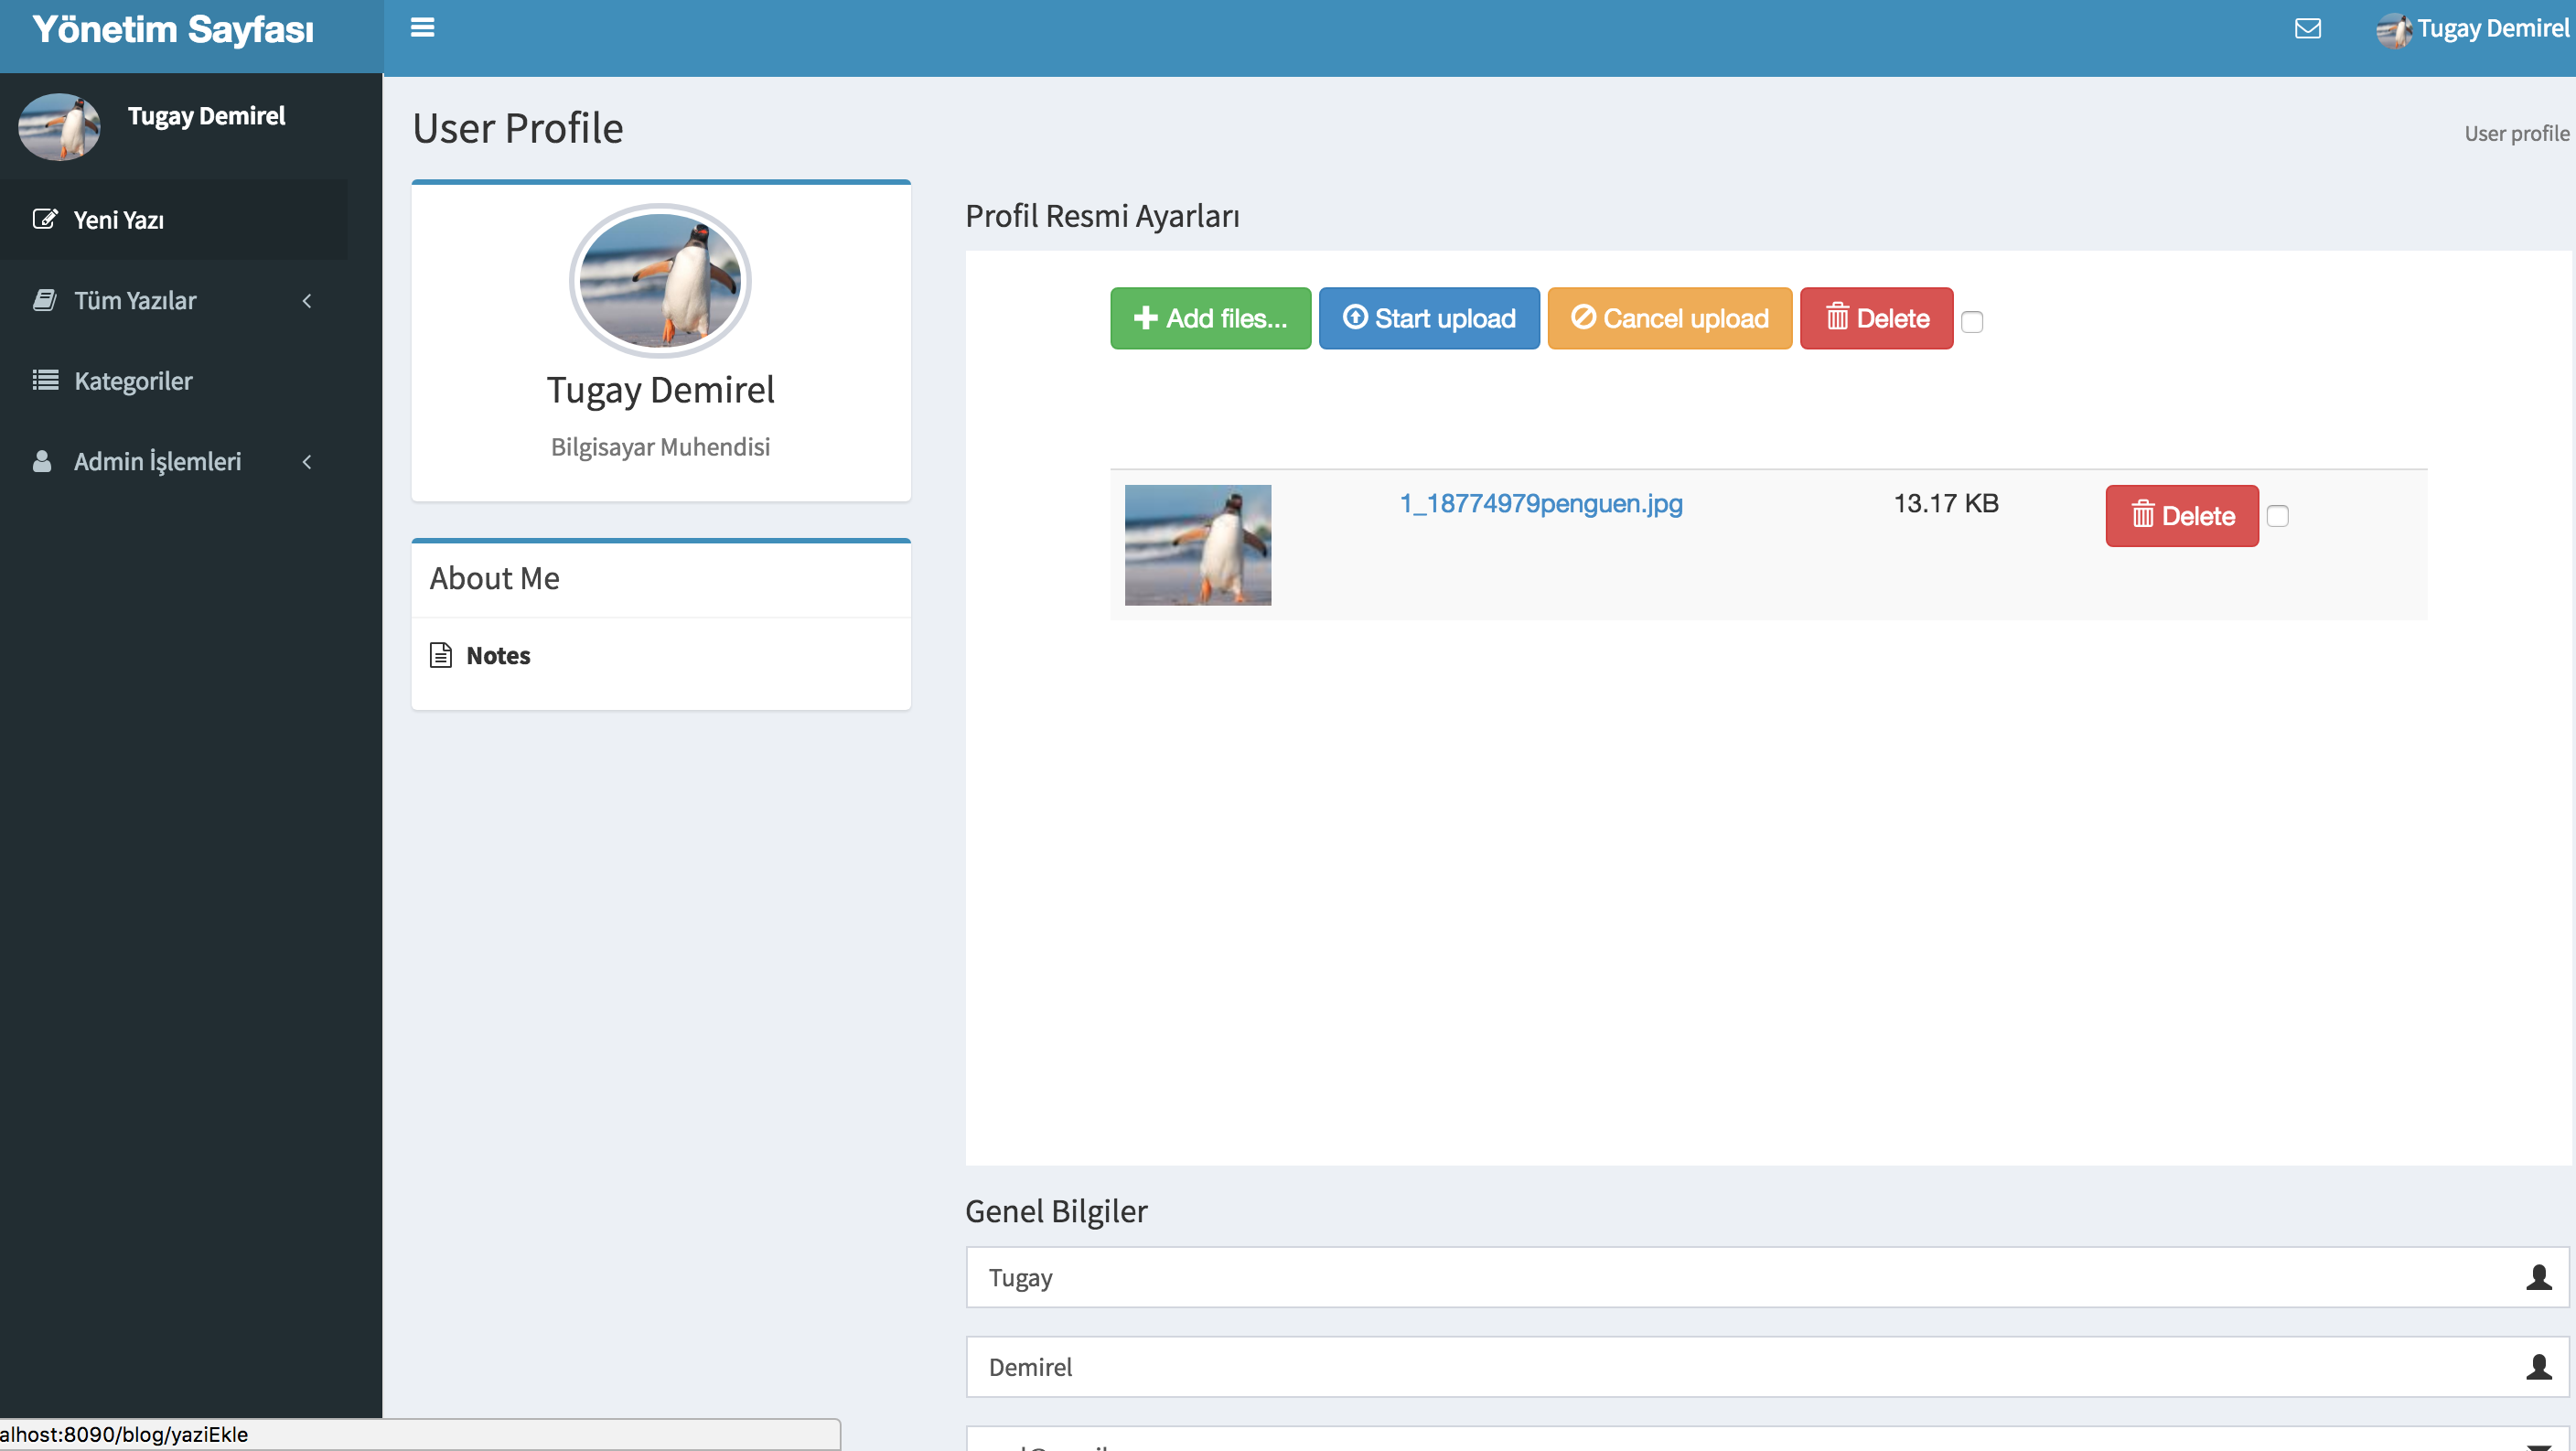 Yönetim Sayfası
Tugay Demirel
Tugay Demirel
Yeni Yazı
Tüm Yazılar
Kategoriler
Admin İşlemleri
User Profile
User profile
Tugay Demirel
Bilgisayar Muhendisi
About Me
Notes
Profil Resmi Ayarları
Add files... Start upload Cancel upload Delete
1_18774979penguen.jpg 13.17 KB Delete
Genel Bilgiler
Tugay
Demirel
alhost:8090/blog/yaziEkle